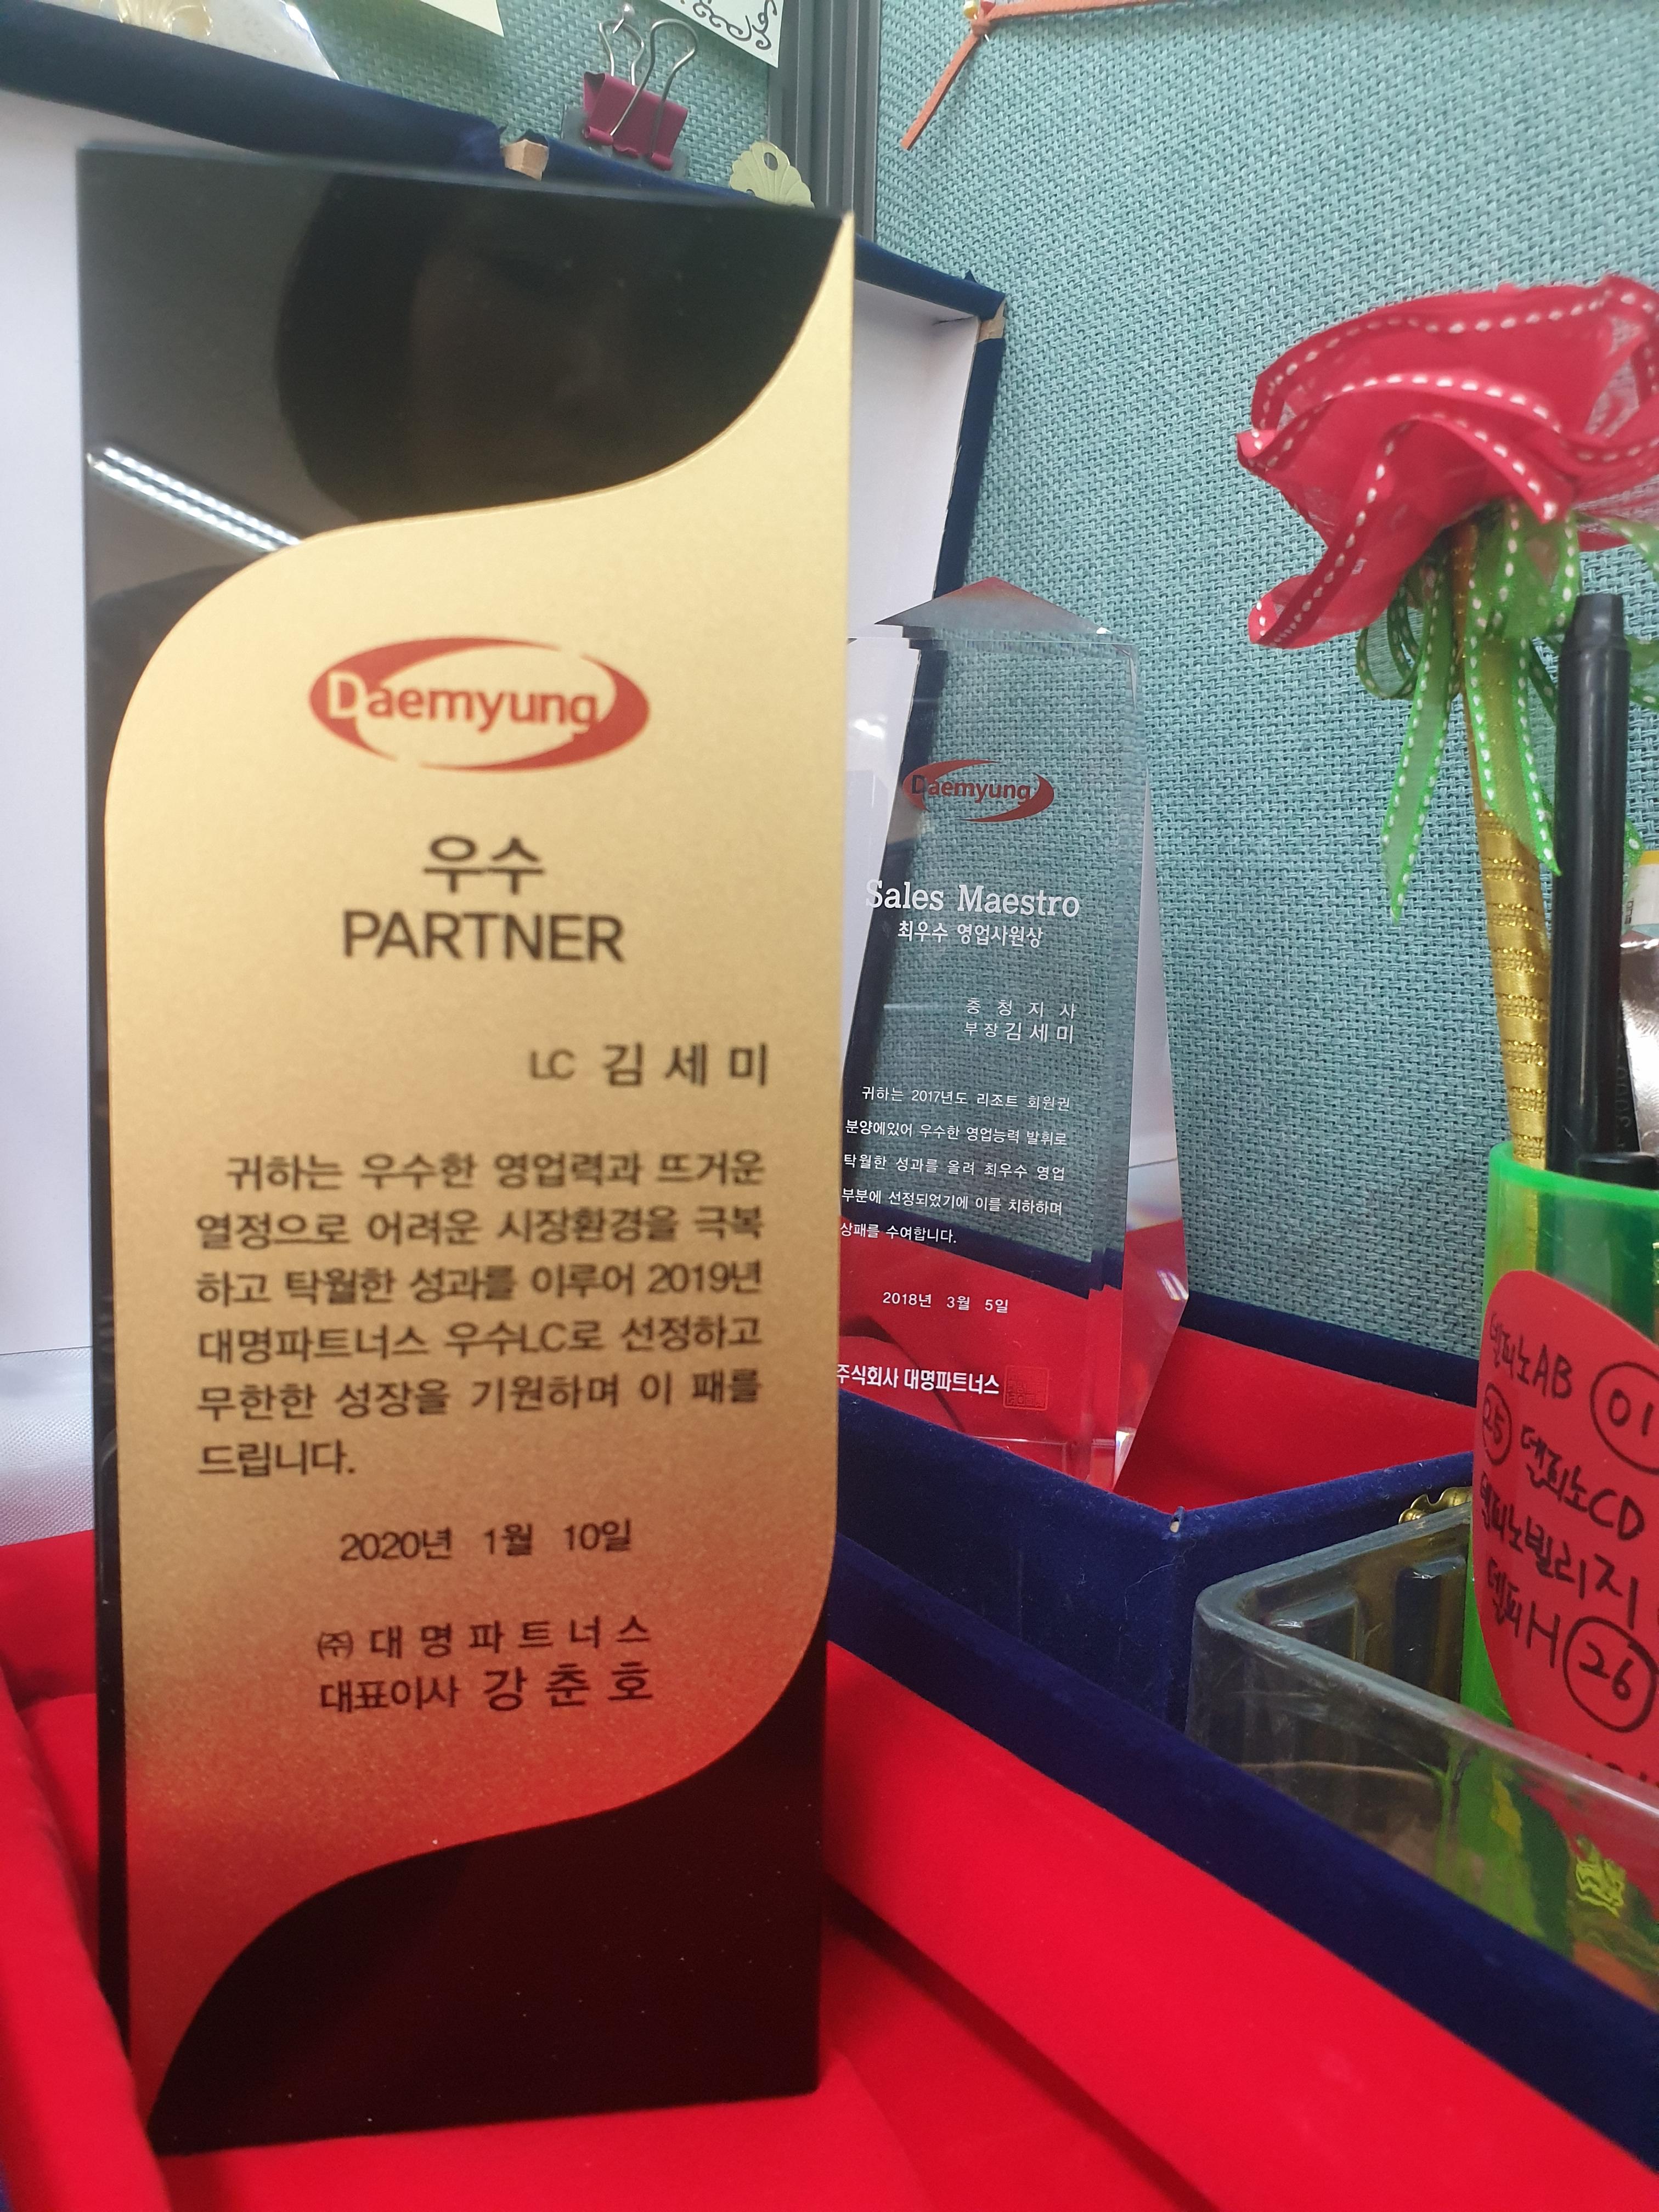 Daemyung
우수
PARTNER
LC 김세미
귀하는 우수한 영업력과 뜨거운
열정으로 어려운 시장환경을 극복
하고 탁월한 성과를 이루어 2019년
대명파트너스 우수LC로 선정하고
무한한 성장을 기원하며 이 패를
드립니다.
2020년 1월 10일
㈜대명파트너스
대표이사 강춘호
Daemyung
Sales Maestro
최우수 영업사원상
충청지사
부장 김세미
귀하는 2017년도 리조트 회원권
분양에있어 우수한 영업능력 발휘로
탁월한 성과를 올려 최우수 영업
부분에 선정되었기에 이를 치하하며
상패를 수여합니다.
2018년 3월 5일
주식회사 대명파트너스
델피노AB 01
25 델피노CD
델피노빌리지
델피H 26